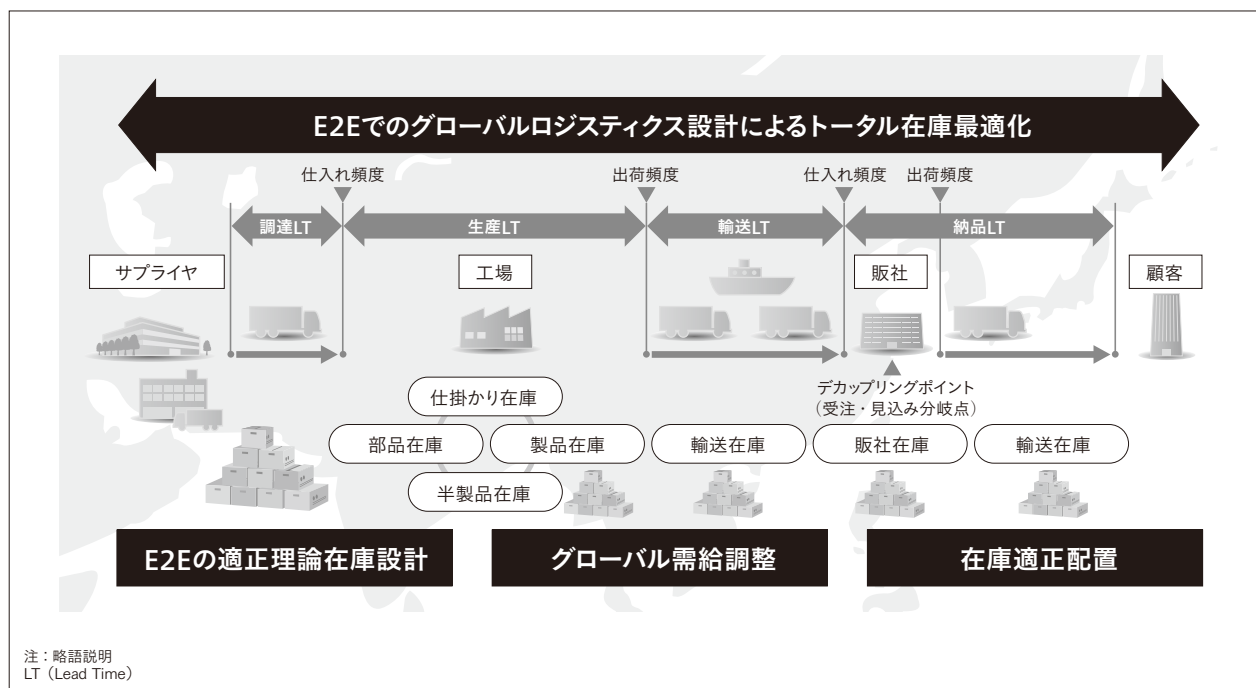 E2Eでのグローバルロジスティクス設計によるトータル在庫最適化
仕入れ頻度
出荷頻度
仕入れ頻度
出荷頻度
調達LT
生産LT
輸送LT
納品LT
サプライヤ
工場
販社
顧客
デカップリングポイント
（受注・見込み分岐点）
仕掛かり在庫
部品在庫
製品在庫
輸送在庫
販社在庫
輸送在庫
半製品在庫
E2Eの適正理論在庫設計
グローバル需給調整
在庫適正配置
注：略語説明
LT（Lead Time）